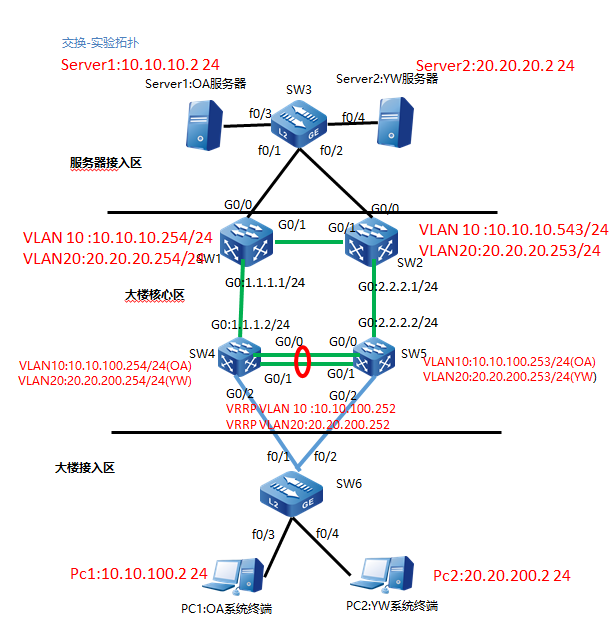 交换-实验拓扑
Server1:10.10.10.2 24
Server2:20.20.20.2 24
Server1:OA服务器
Server2:YW服务器
SW3
f0/3
f0/4
L2 GE
f0/1
f0/2
服务器接入区
G0/0
G0/0
VLAN 10 :10.10.10.254/24
VLAN20:20.20.20.254/24
G0/1
G0/1
VLAN 10 :10.10.10.543/24
VLAN20:20.20.20.253/24
SW1
SW2
G0:1.1.1.1/24
G0:2.2.2.1/24
大楼核心区
G0:1.1.1.2/24
G0:2.2.2.2/24
SW4
G0/0
G0/0
SW5
VLAN10:10.10.100.254/24(OA)
VLAN20:20.20.200.254/24(YW)
G0/1
G0/1
VLAN10:10.10.100.253/24(OA)
VLAN20:20.20.200.253/24(YW)
G0/2
G0/2
VRRP VLAN 10 :10.10.100.252
VRRP VLAN20:20.20.200.252
f0/1
f0/2
大楼接入区
SW6
L2 GE
f0/3
f0/4
Pc1:10.10.100.2 24
Pc2:20.20.200.2 24
PC1:OA系统终端
PC2:YW系统终端